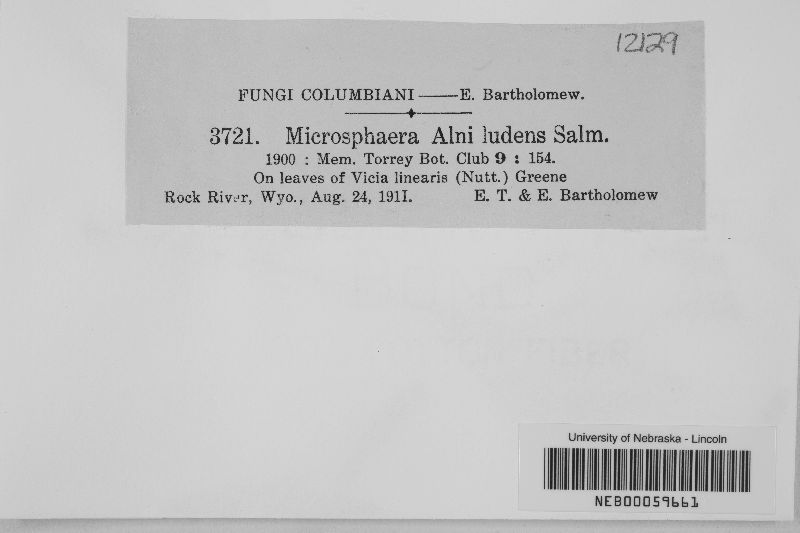 12129
FUNGI COLUMBIANI——E. Bartholomew.
3721. Microsphaera Alni ludens Salm.
1900 : Mem. Torrey Bot. Club 9 : 154.
On leaves of Vicia linearis (Nutt.) Greene
Rock River, Wyo., Aug. 24, 1911. E. T. & E. Bartholomew
University of Nebraska - Lincoln
NEB00059661